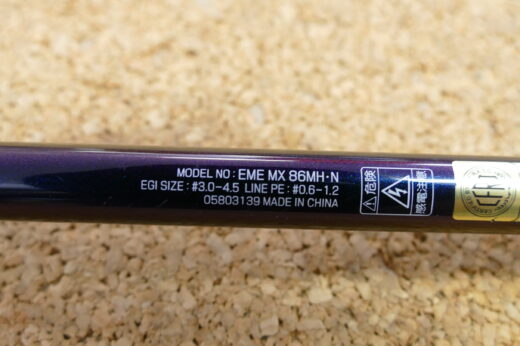 MODEL NO : EME MX 86MH・N
EGI SIZE : #3.0-4.5 LINE PE : #0.6-1.2
05803139 MADE IN CHINA
危険
感電注意